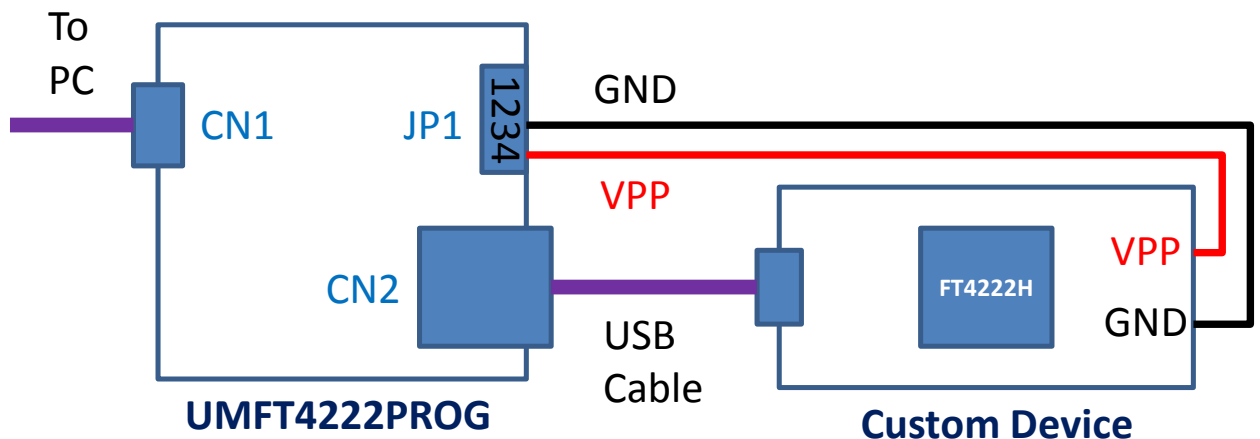 To
PC
CN1
JP1
1234
GND
VPP
CN2
USB
Cable
FT4222H
VPP
GND
UMFT4222PROG
Custom Device